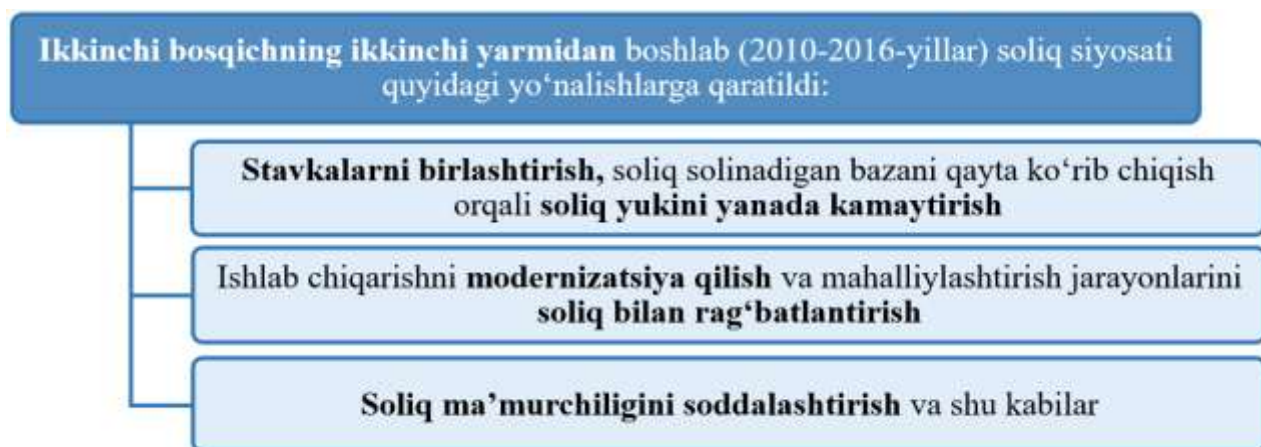 Ikkinchi bosqichning ikkinchi yarmidan boshlab (2010-2016-yillar) soliq siyosati
quyidagi yo‘nalishlarga qaratildi:
Stavkalarni birlashtirish, soliq solinadigan bazani qayta ko‘rib chiqish
orqali soliq yukini yanada kamaytirish
Ishlab chiqarishni modernizatsiya qilish va mahalliylashtirish jarayonlarini
soliq bilan rag‘batlantirish
Soliq ma’murchiligini soddalashtirish va shu kabilar